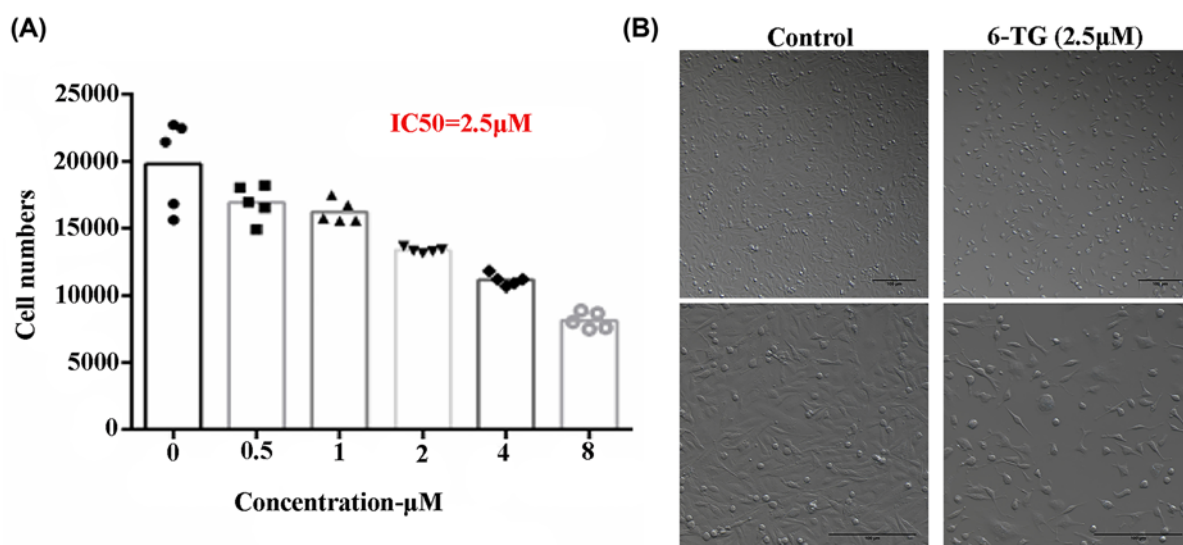 (A)
IC50=2.5µM
Cell numbers
25000
20000
15000
10000
5000
0
0 0.5 1 2 4 8
Concentration-µM
(B)
Control 6-TG (2.5µM)